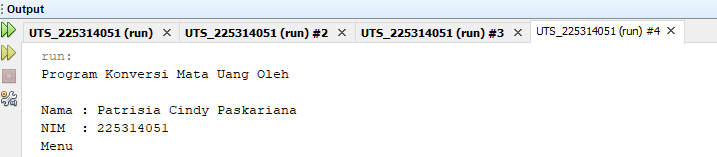 Output
UTS_225314051 (run) × UTS_225314051 (run) #2 × UTS_225314051 (run) #3 × UTS_225314051 (run) #4 ×
run:
Program Konversi Mata Uang Oleh
Nama : Patrisia Cindy Paskariana
NIM  : 225314051
Menu